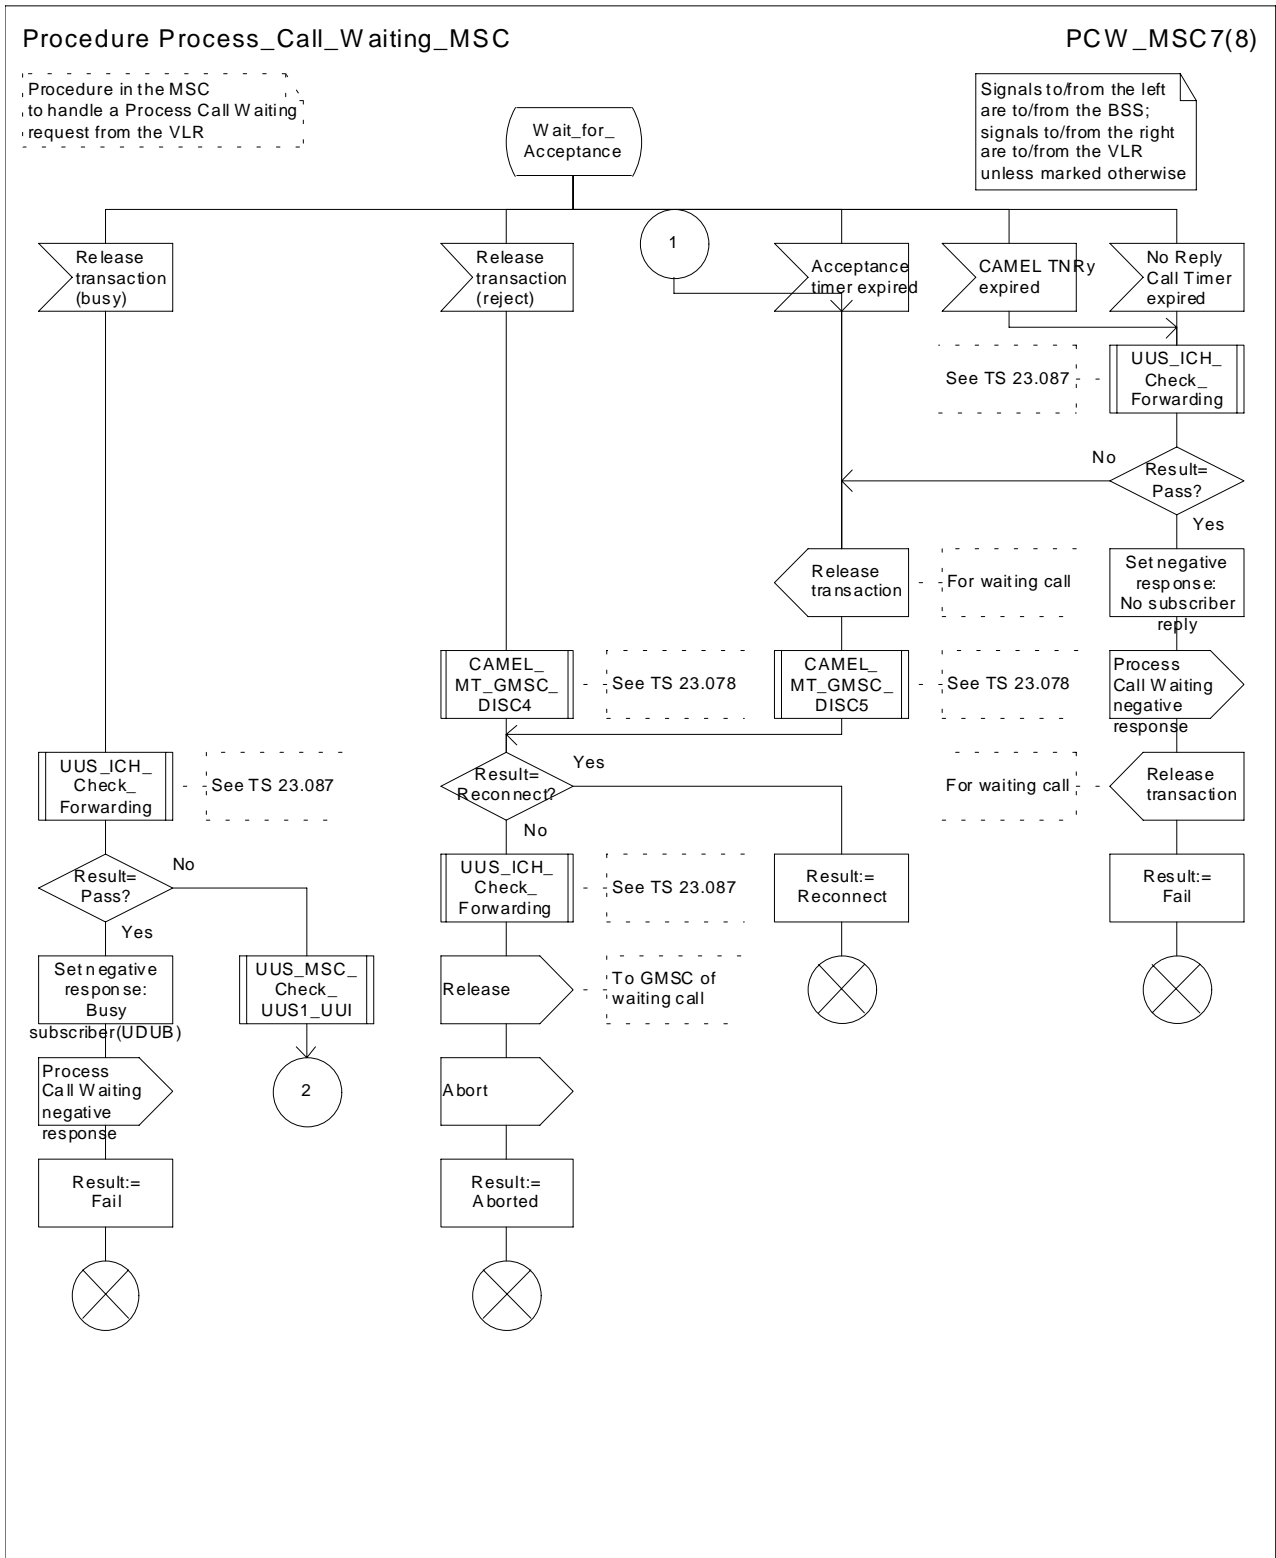 Procedure Process_Call_Waiting_MSC
PCW_MSC7(8)
Procedure in the MSC
to handle a Process Call Waiting
request from the VLR
Signals to/from the left
are to/from the BSS;
signals to/from the right
are to/from the VLR
unless marked otherwise
Wait_for_
Acceptance
1
Release
transaction
(busy)
Release
transaction
(reject)
Acceptance
timer expired
CAMEL TNRy
expired
No Reply
Call Timer
expired
See TS 23.087
UUS_ICH_
Check_
Forwarding
No
Result=
Pass?
Yes
Release
transaction
For waiting call
Set negative
response:
No subscriber
reply
CAMEL_
MT_GMSC_
DISC4
See TS 23.078
CAMEL_
MT_GMSC_
DISC5
See TS 23.078
Process
Call Waiting
negative
response
UUS_ICH_
Check_
Forwarding
See TS 23.087
Result=
Reconnect?
Yes
No
For waiting call
Release
transaction
Result=
Pass?
No
Yes
UUS_ICH_
Check_
Forwarding
See TS 23.087
Result:=
Reconnect
Result:=
Fail
Set negative
response:
Busy
subscriber(UDUB)
UUS_MSC_
Check_
UUS1_UUI
Release
To GMSC of
waiting call
Process
Call Waiting
negative
response
2
Abort
Result:=
Fail
Result:=
Aborted